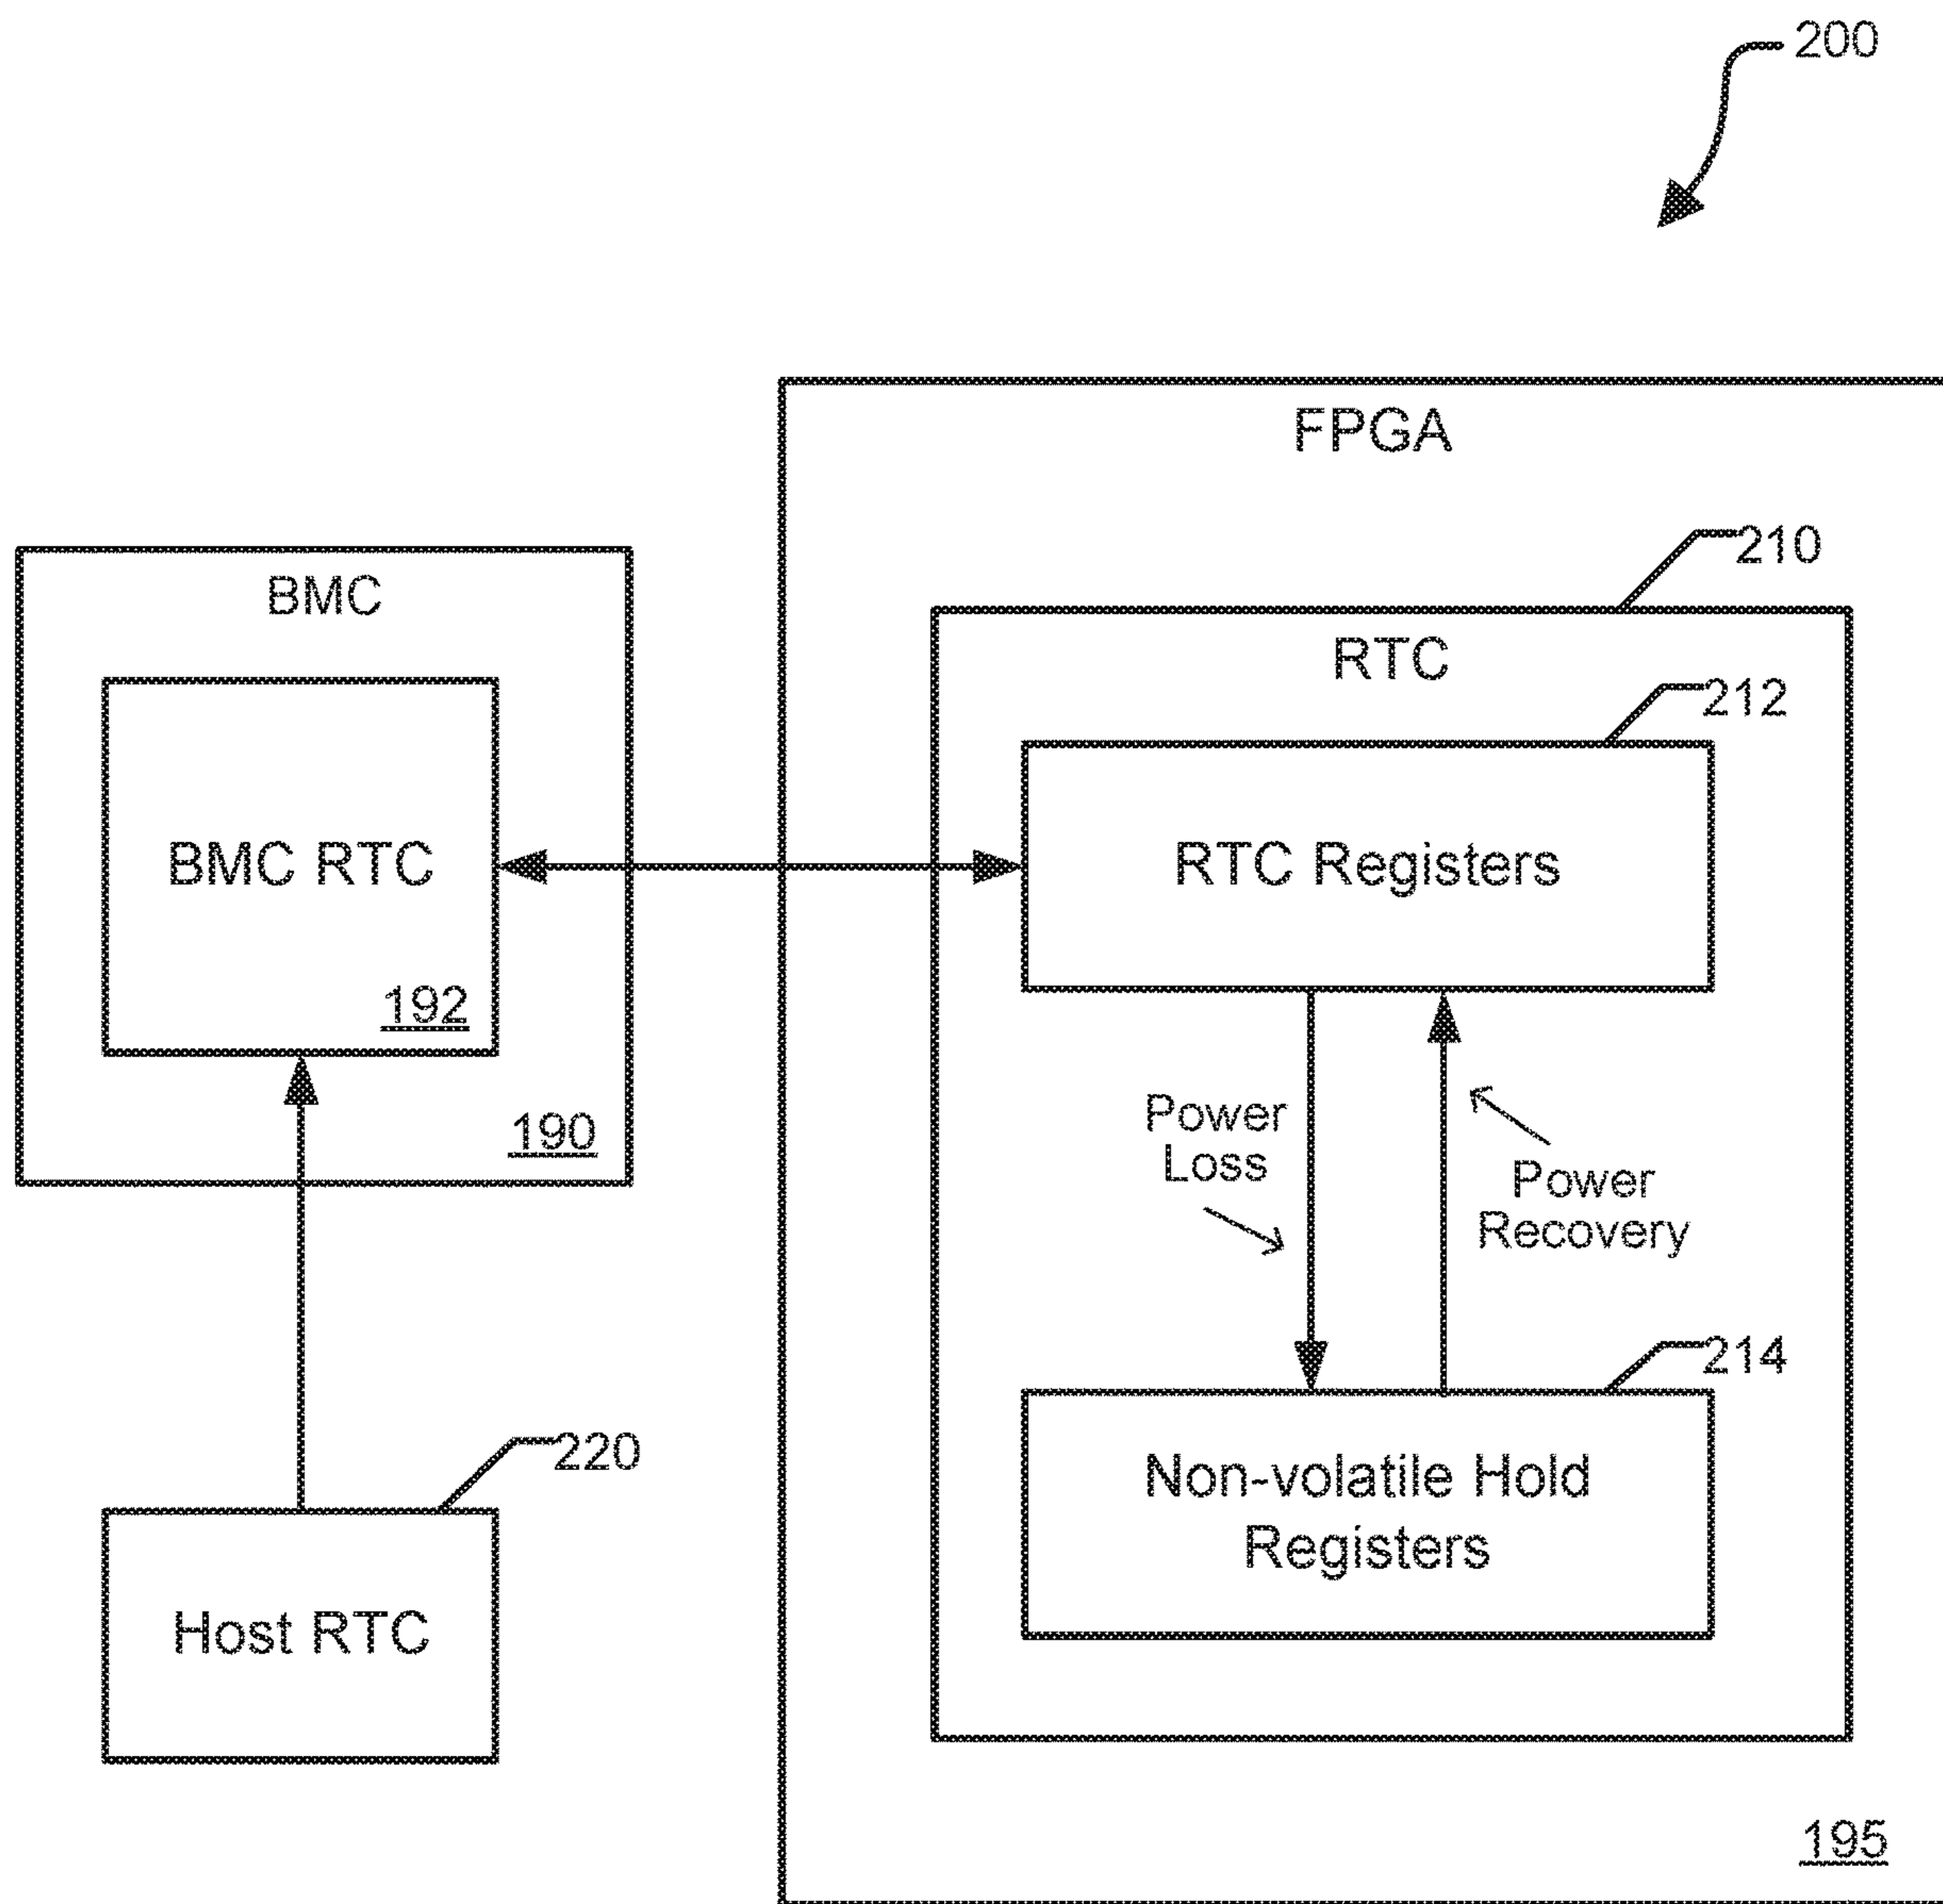 200
FPGA
210
BMC
RTC
212
BMC RTC
RTC Registers
192
190
Power
Loss
Power
Recovery
214
220
Non-volatile Hold
Registers
Host RTC
195